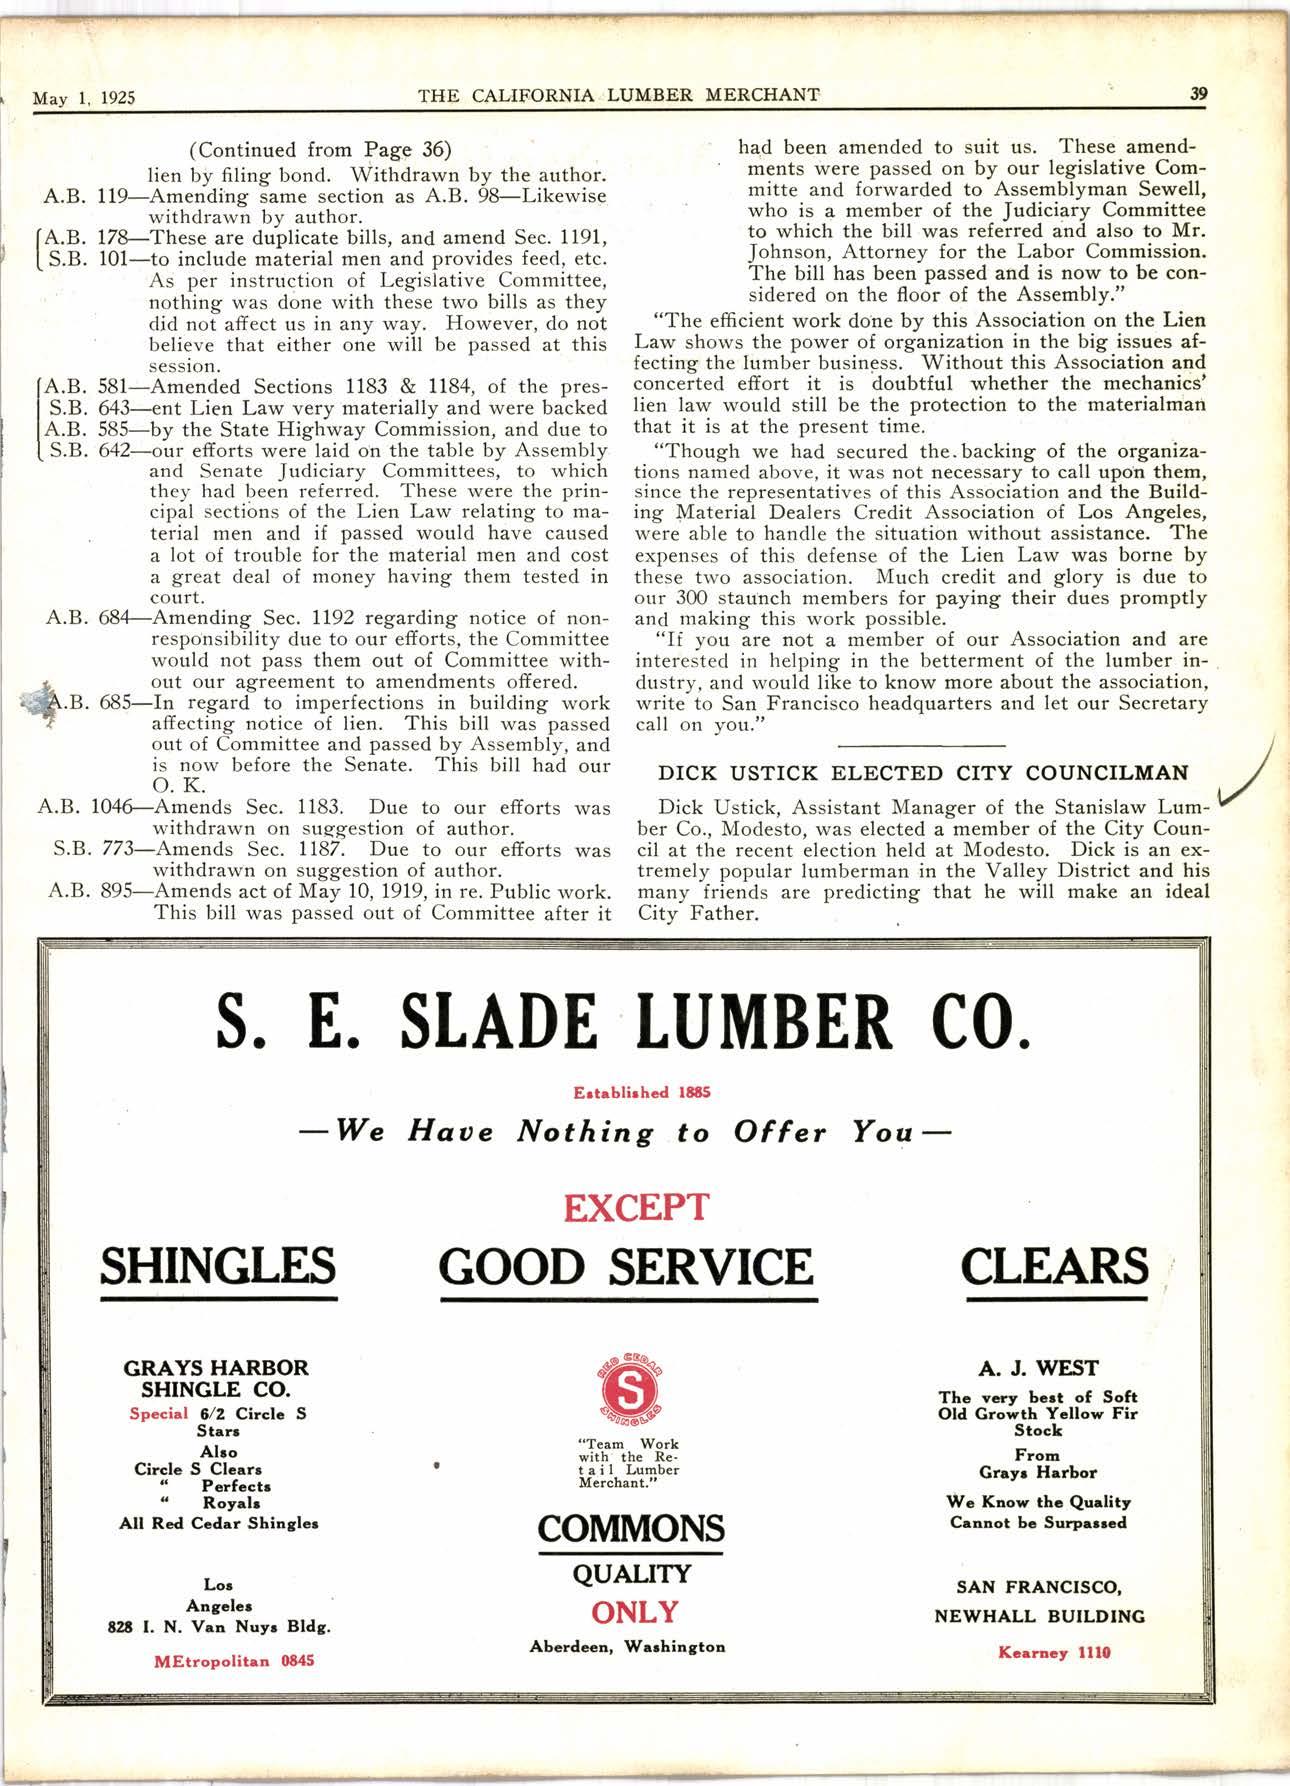 May 1, 1925
THE CALIFORNIA LUMBER MERCHANT
39
(Continued from Page 36)
lien by filing bond. Withdrawn by the author.
A.B. 119—Amending same section as A.B. 98—Likewise
withdrawn by author.
A.B. 178—These are duplicate bills, and amend Sec. 1191,
S.B. 101—to include material men and provides feed, etc.
As per instruction of Legislative Committee,
nothing was done with these two bills as they
did not affect us in any way. However, do not
believe that either one will be passed at this
session.
A.B. 581—Amended Sections 1183 & 1184, of the pres-
S.B. 643—ent Lien Law very materially and were backed
A.B. 585—by the State Highway Commission, and due to
S.B. 642—our efforts were laid on the table by Assembly
and Senate Judiciary Committees, to which
they had been referred. These were the prin-
cipal sections of the Lien Law relating to ma-
terial men and if passed would have caused
a lot of trouble for the material men and cost
a great deal of money having them tested in
court.
A.B. 684—Amending Sec. 1192 regarding notice of non-
responsibility due to our efforts, the Committee
would not pass them out of Committee with-
out our agreement to amendments offered.
A.B. 685—In regard to imperfections in building work
affecting notice of lien. This bill was passed
out of Committee and passed by Assembly, and
is now before the Senate. This bill had our
O. K.
A.B. 1046—Amends Sec. 1183. Due to our efforts was
withdrawn on suggestion of author.
S.B. 773—Amends Sec. 1187. Due to our efforts was
withdrawn on suggestion of author.
A.B. 895—Amends act of May 10, 1919, in re. Public work.
This bill was passed out of Committee after it
had been amended to suit us. These amend-
ments were passed on by our legislative Com-
mitte and forwarded to Assemblyman Sewell,
who is a member of the Judiciary Committee
to which the bill was referred and also to Mr.
Johnson, Attorney for the Labor Commission.
The bill has been passed and is now to be con-
sidered on the floor of the Assembly.”
“The efficient work done by this Association on the Lien
Law shows the power of organization in the big issues af-
fecting the lumber business. Without this Association and
concerted effort it is doubtful whether the mechanics’
lien law would still be the protection to the materialman
that it is at the present time.
“Though we had secured the backing of the organiza-
tions named above, it was not necessary to call upon them,
since the representatives of this Association and the Build-
ing Material Dealers Credit Association of Los Angeles,
were able to handle the situation without assistance. The
expenses of this defense of the Lien Law was borne by
these two association. Much credit and glory is due to
our 300 staunch members for paying their dues promptly
and making this work possible.
“If you are not a member of our Association and are
interested in helping in the betterment of the lumber in-
dustry, and would like to know more about the association,
write to San Francisco headquarters and let our Secretary
call on you.”
DICK USTICK ELECTED CITY COUNCILMAN
Dick Ustick, Assistant Manager of the Stanislaw Lum-
ber Co., Modesto, was elected a member of the City Coun-
cil at the recent election held at Modesto. Dick is an ex-
tremely popular lumberman in the Valley District and his
many friends are predicting that he will make an ideal
City Father.
S. E. SLADE LUMBER CO.
Established 1885
—We Have Nothing to Offer You—
EXCEPT
SHINGLES
GRAYS HARBOR
SHINGLE CO.
Special 6/2 Circle S
Stars
Also
Circle S Clears
“ Perfects
“ Royals
All Red Cedar Shingles
Los
Angeles
828 I. N. Van Nuys Bldg.
MEtropolitan 0845
GOOD SERVICE
RED CEDAR
S
SHINGLES
“Team Work
with the Re-
tail Lumber
Merchant.”
COMMONS
QUALITY
ONLY
Aberdeen, Washington
CLEARS
A. J. WEST
The very best of Soft
Old Growth Yellow Fir
Stock
From
Grays Harbor
We Know the Quality
Cannot be Surpassed
SAN FRANCISCO,
NEWHALL BUILDING
Kearney 1110